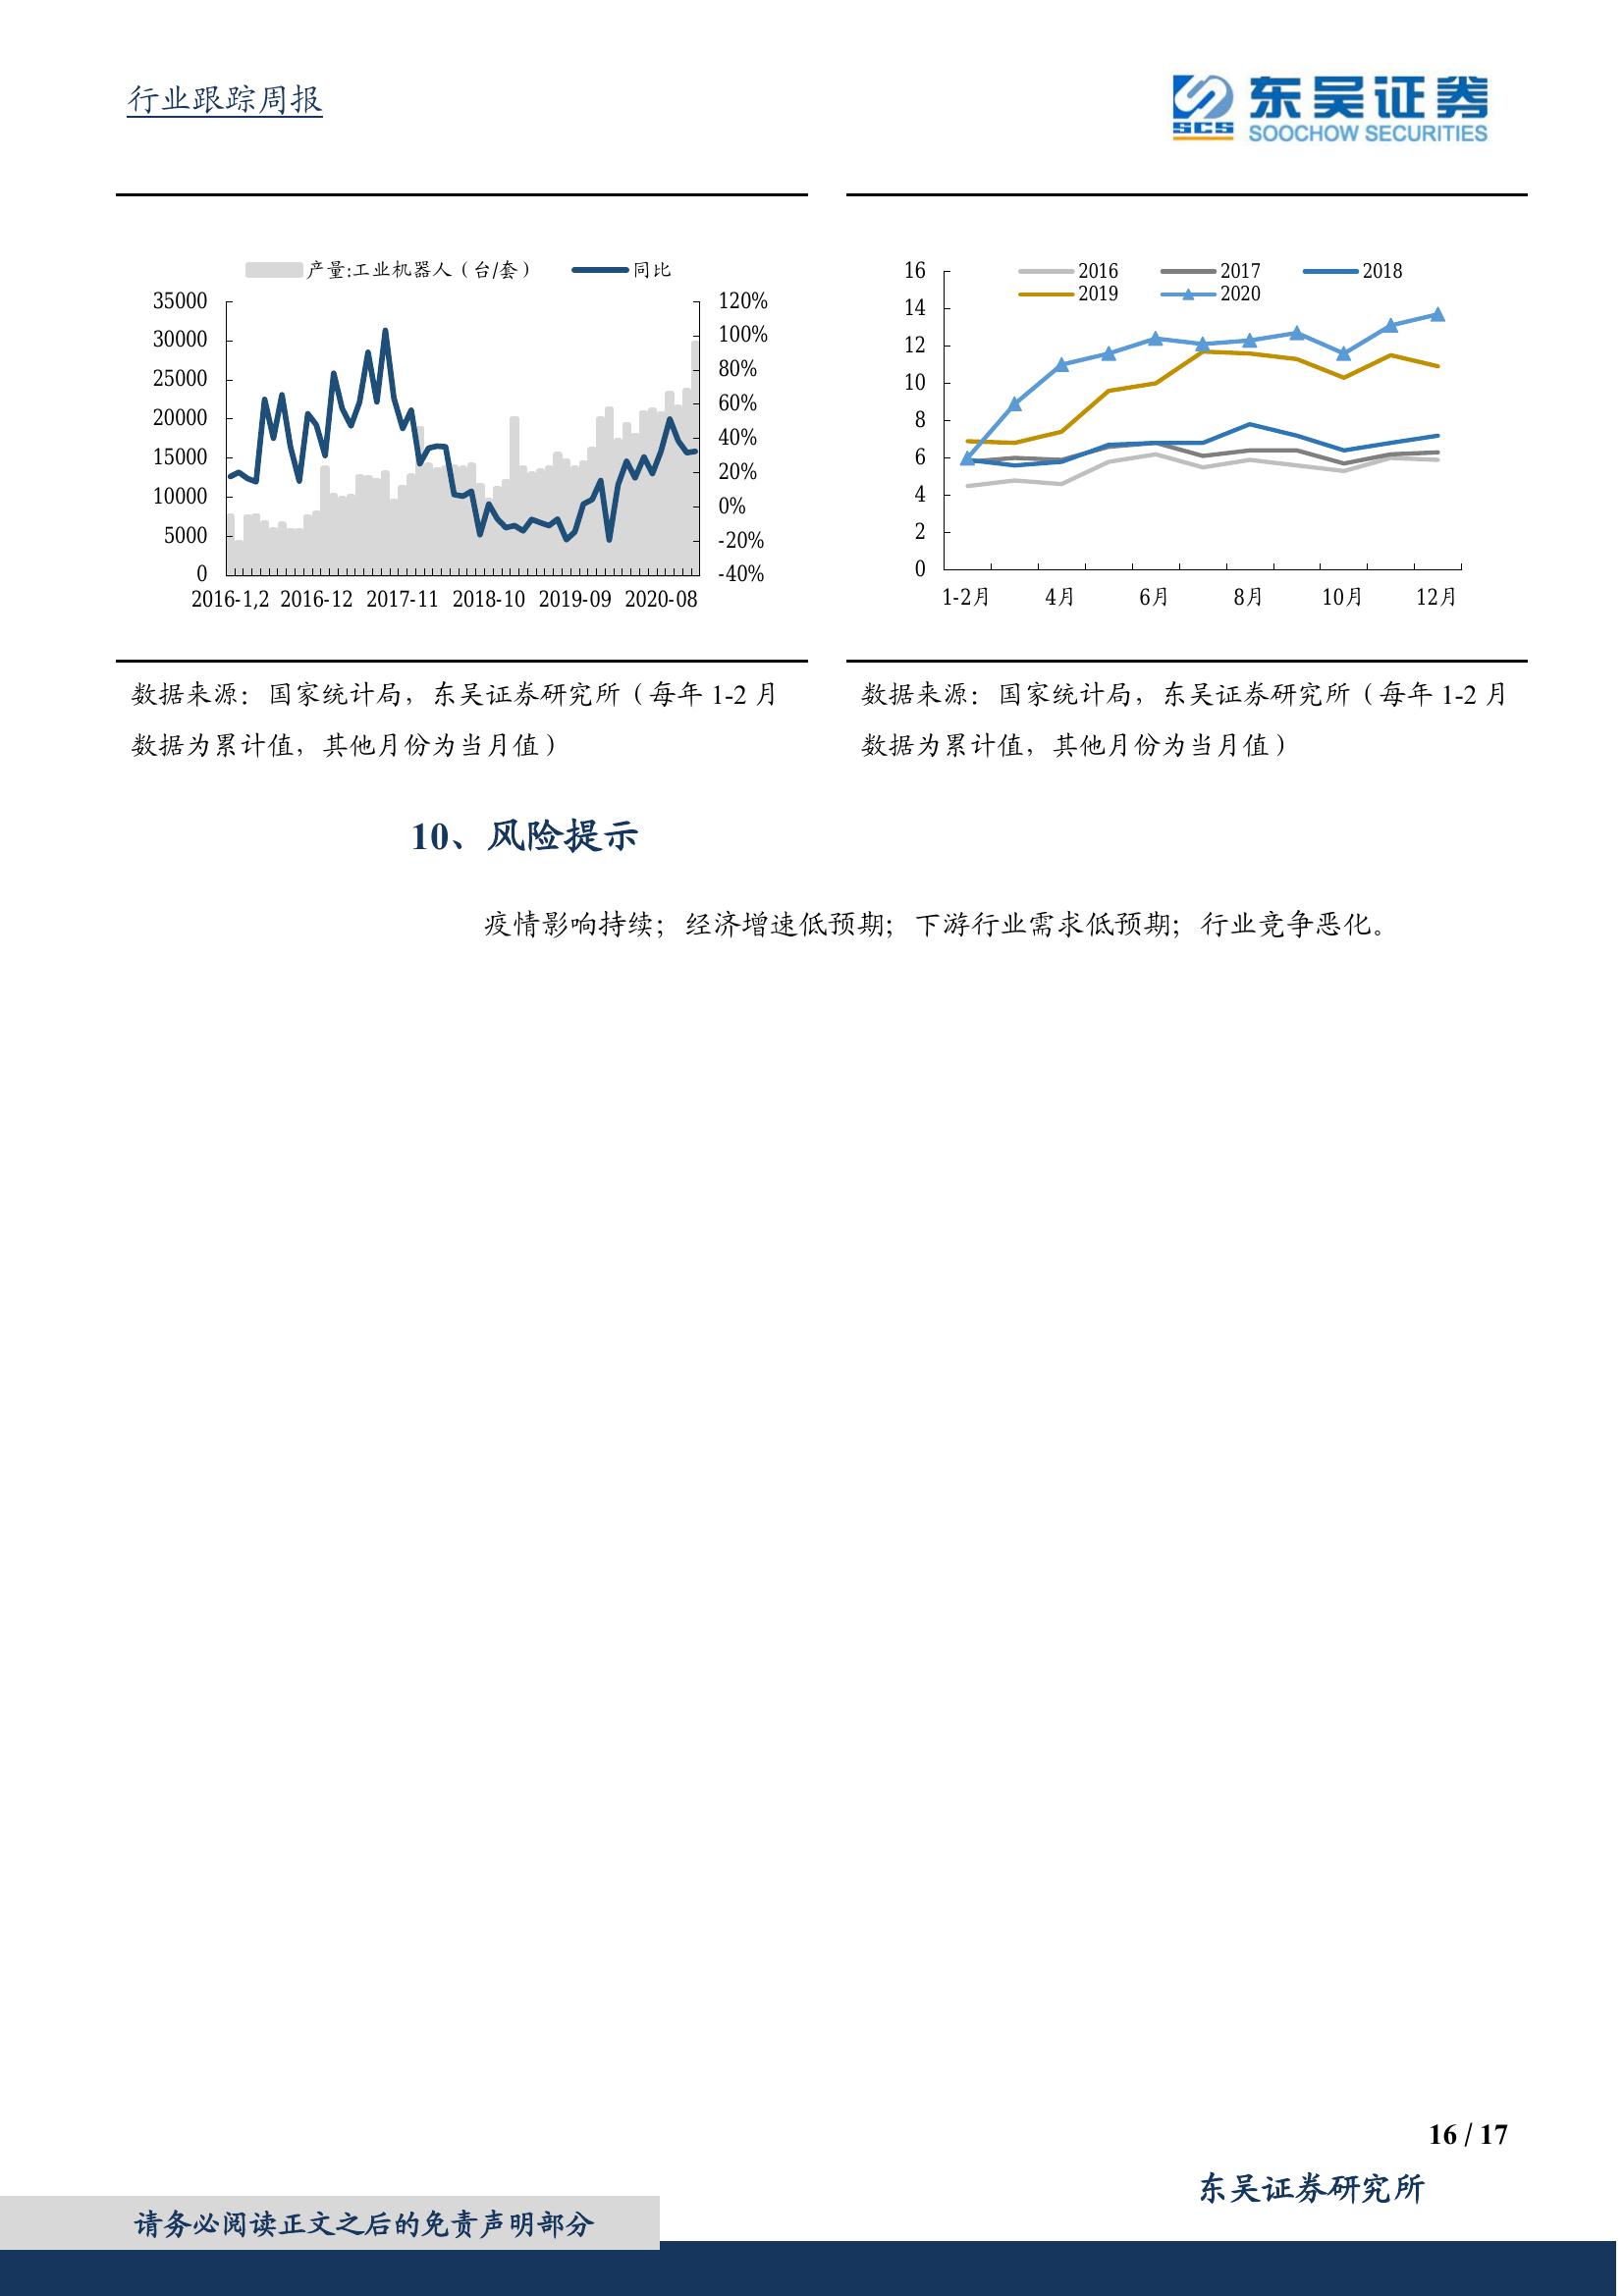 行业跟踪周报
东吴证券
SCS
SOOCHOW SECURITIES
产量:工业机器人（台/套）
同比
35000
30000
25000
20000
15000
10000
5000
0
120%
100%
80%
60%
40%
20%
0%
-20%
-40%
2016-1,2 2016-12 2017-11 2018-10 2019-09 2020-08
2016 2017 2018
2019 2020
16
14
12
10
8
6
4
2
0
1-2月 4月 6月 8月 10月 12月
数据来源：国家统计局，东吴证券研究所（每年 1-2 月
数据为累计值，其他月份为当月值）
数据来源：国家统计局，东吴证券研究所（每年 1-2 月
数据为累计值，其他月份为当月值）
10、风险提示
疫情影响持续；经济增速低预期；下游行业需求低预期；行业竞争恶化。
16 / 17
东吴证券研究所
请务必阅读正文之后的免责声明部分